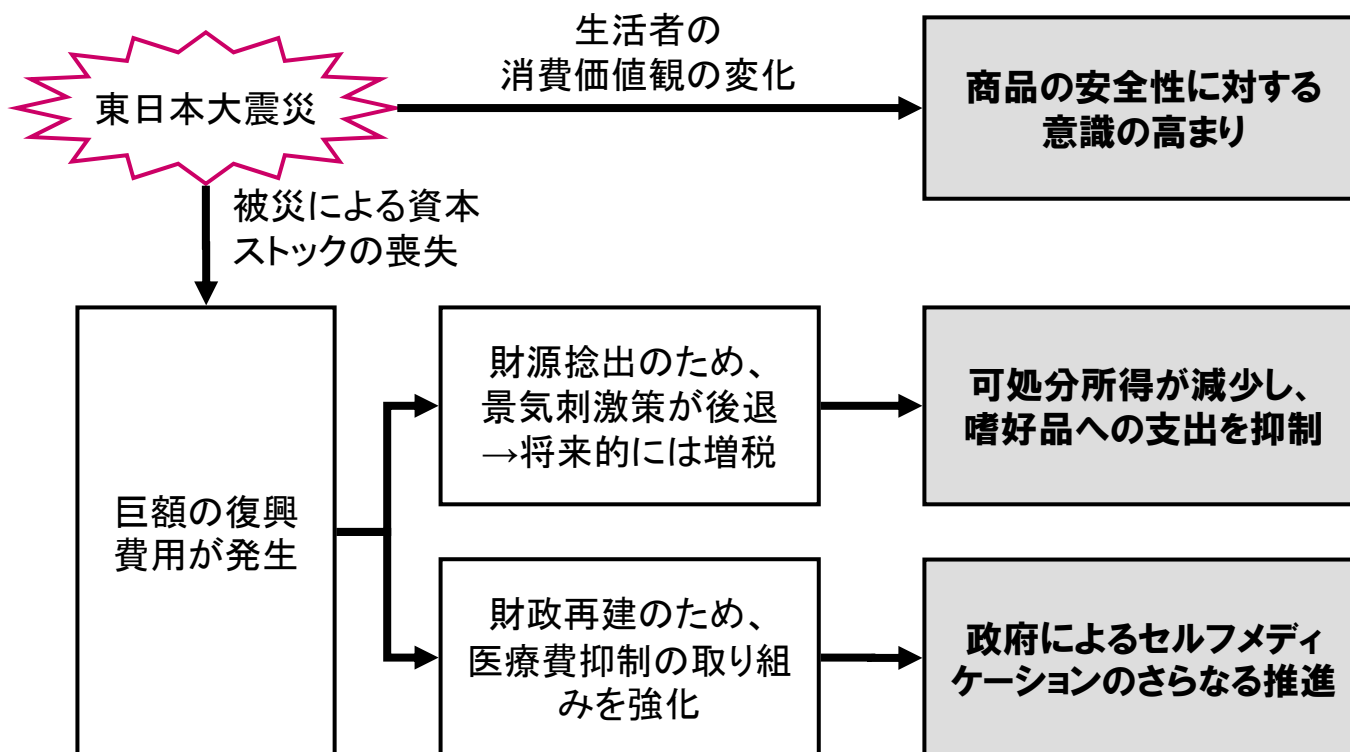 生活者の
消費価値観の変化
東日本大震災
商品の安全性に対する
意識の高まり
被災による資本
ストックの喪失
巨額の復興
費用が発生
財源捻出のため、
景気刺激策が後退
→将来的には増税
可処分所得が減少し、
嗜好品への支出を抑制
財政再建のため、
医療費抑制の取り組
みを強化
政府によるセルフメディ
ケーションのさらなる推進